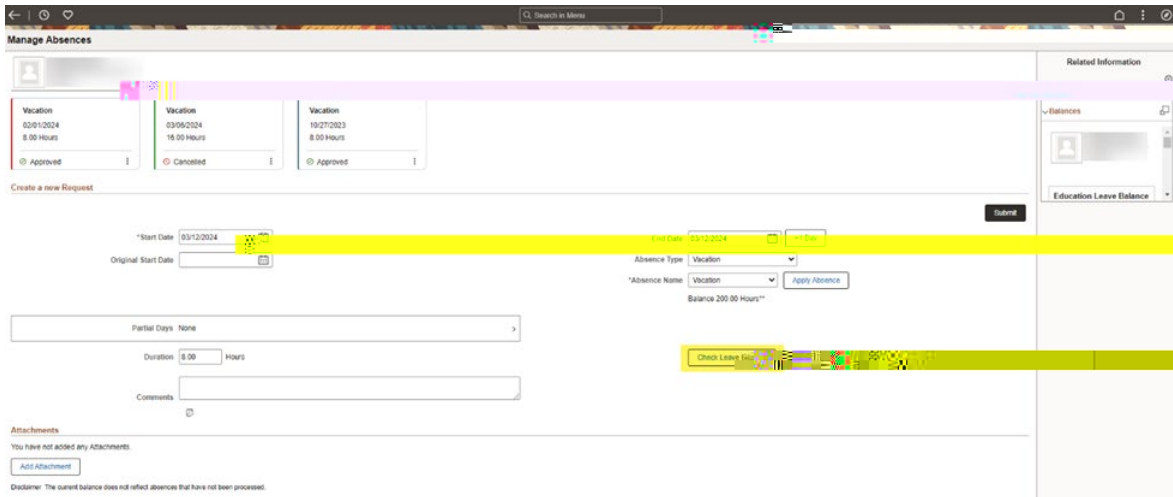 Search in Menu
Manage Absences
Related Information
Vacation
02/01/2024
8.00 Hours
Approved
Vacation
03/06/2024
16.00 Hours
Cancelled
Vacation
10/27/2023
8.00 Hours
Approved
Balances
Education Leave Balance
Create a new Request
Submit
*Start Date 03/12/2024
End Date 03/12/2024 +1 Day
Original Start Date
Absence Type Vacation
*Absence Name Vacation Apply Absence
Balance 200.00 Hours**
Partial Days None
Duration 8.00 Hours
Check Leave
Comments
Attachments
You have not added any Attachments.
Add Attachment
Disclaimer: The current balance does not reflect absences that have not been processed.